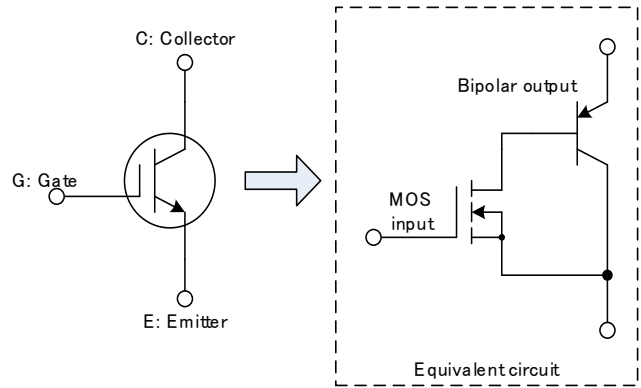 C: Collector
G: Gate
E: Emitter
Bipolar output
MOS
input
Equivalent circuit